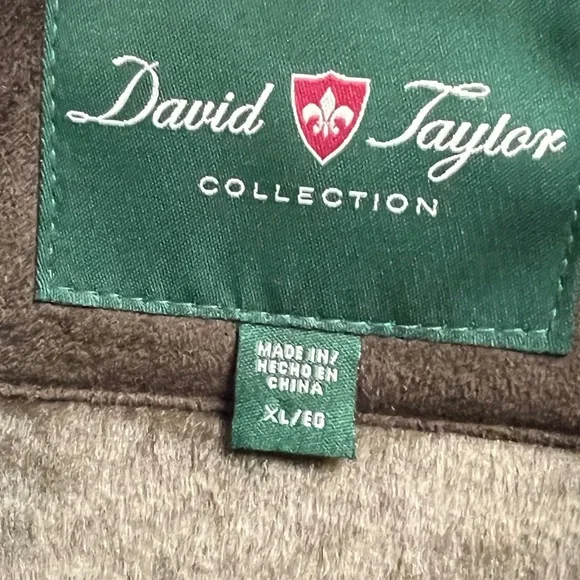 David Taylor
COLLECTION
MADE IN/
HECHO EN
CHINA
XL/EG